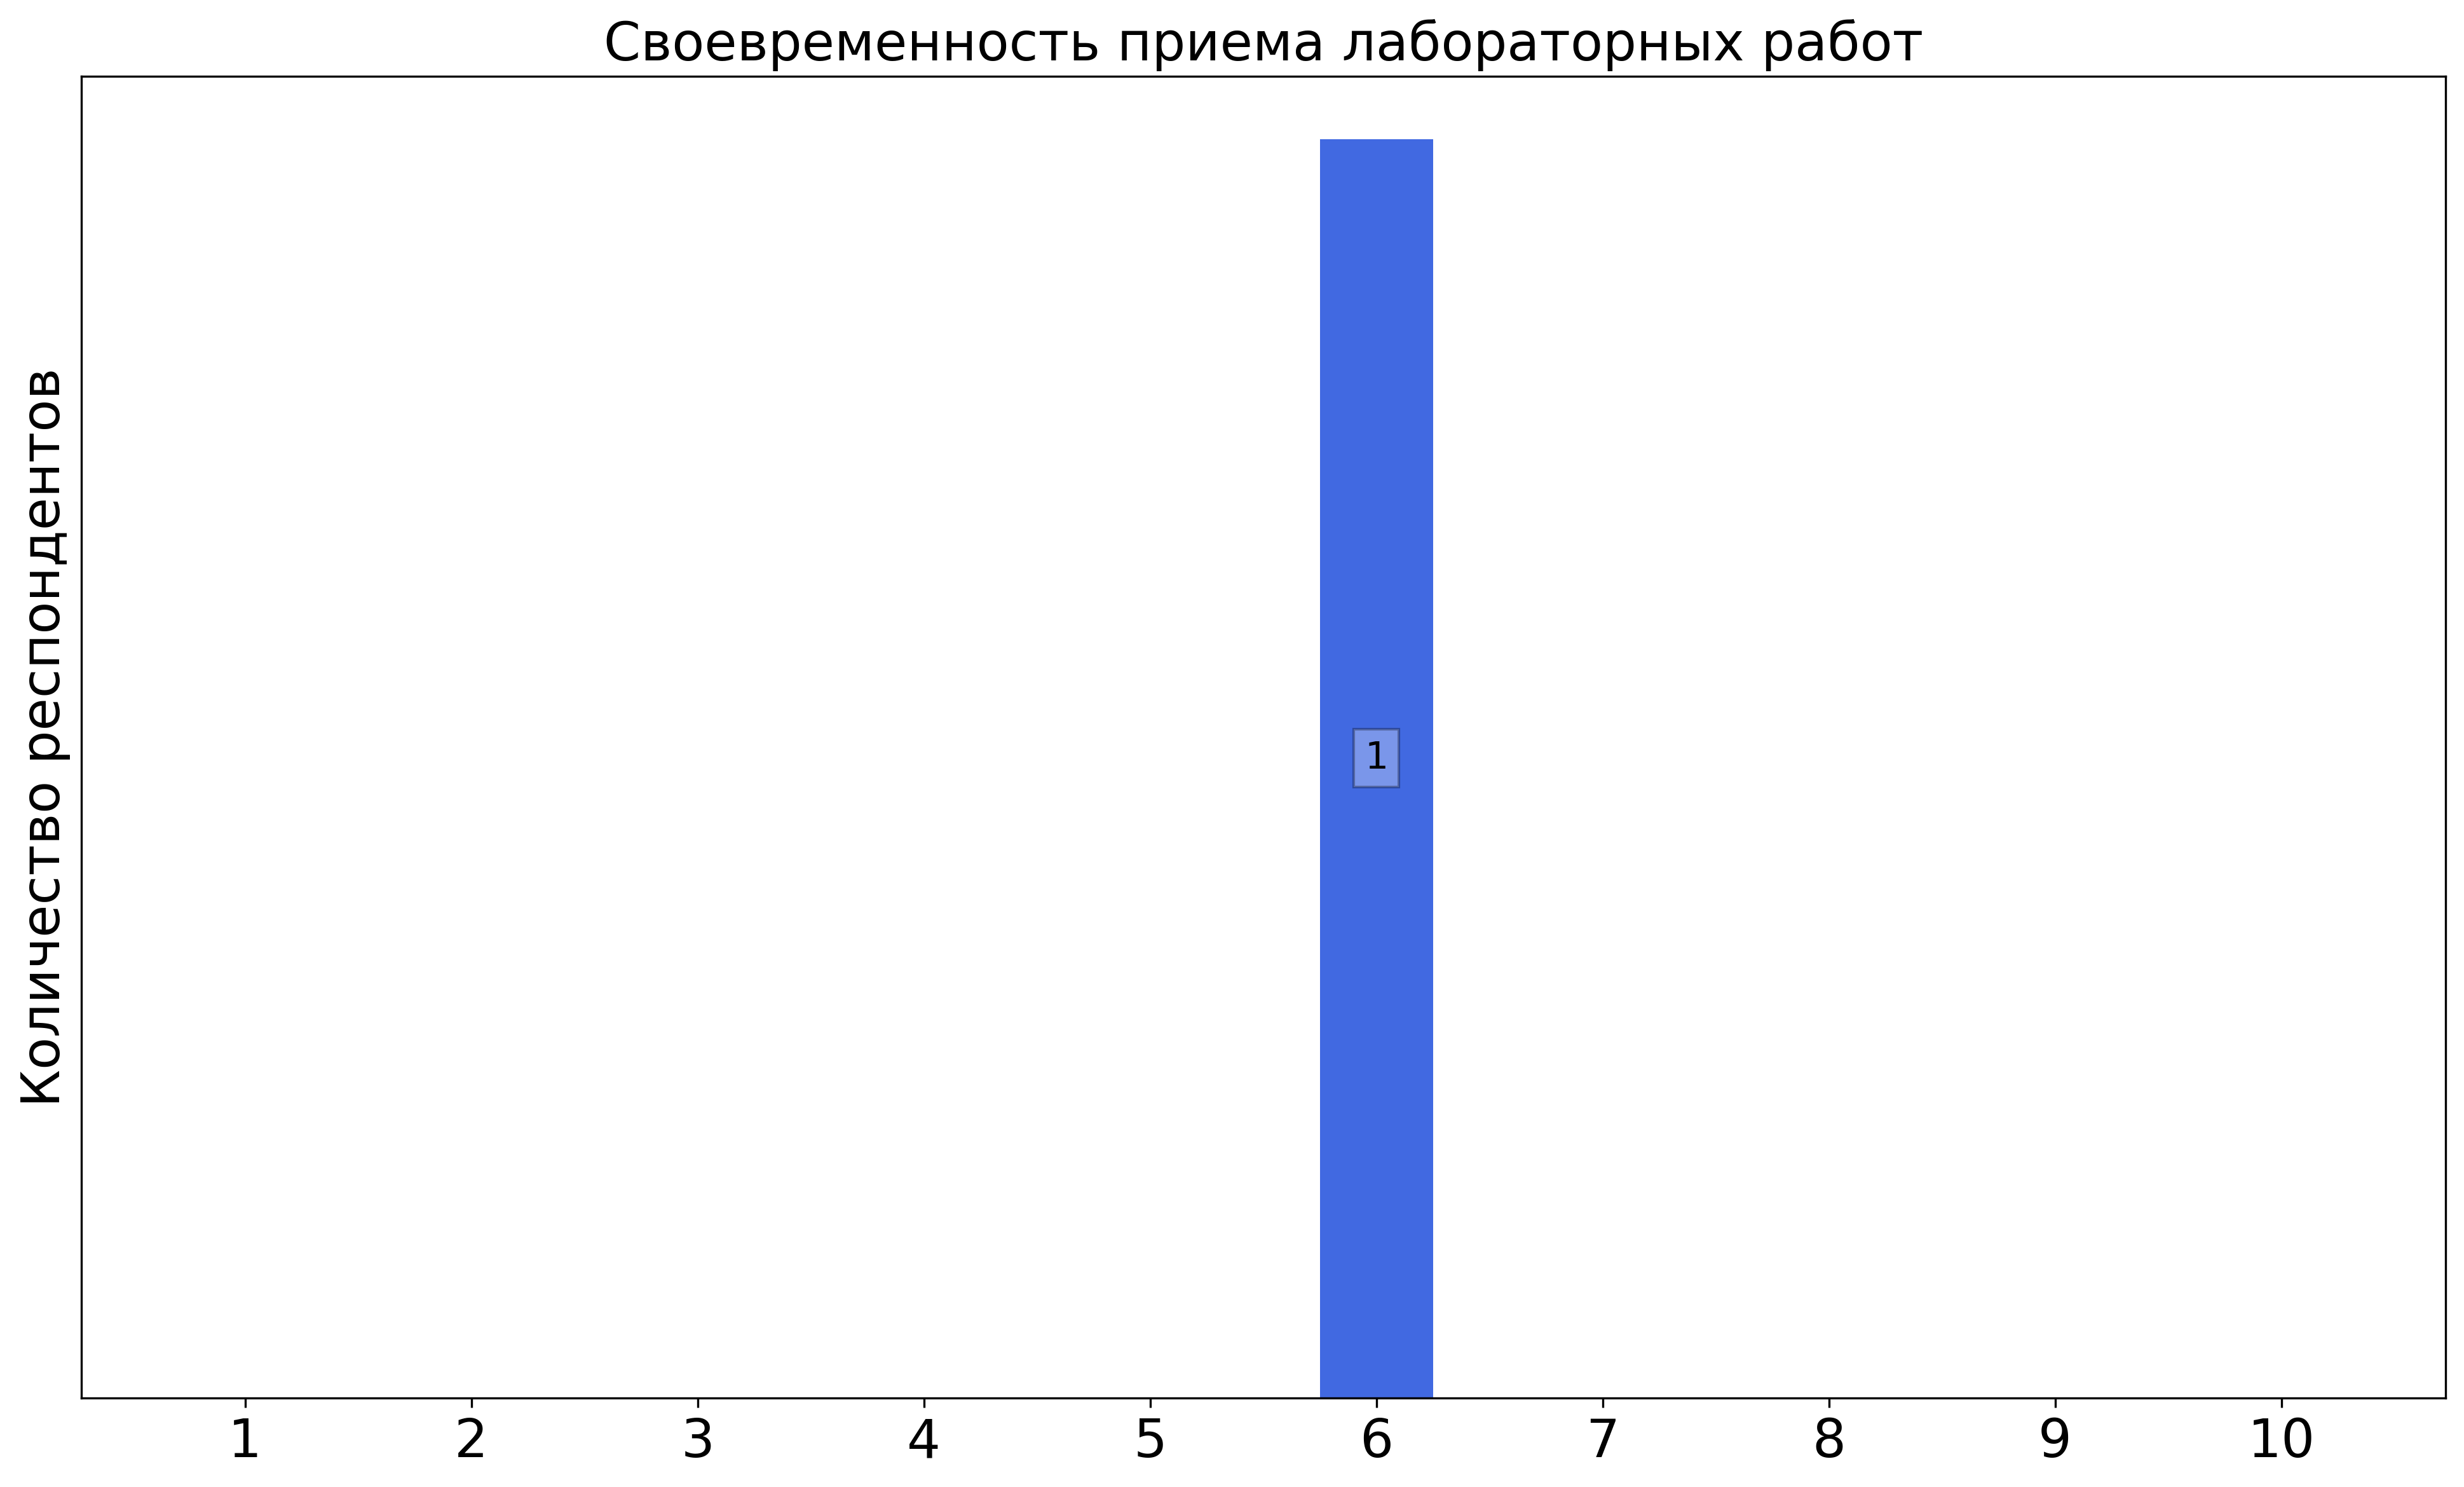 Своевременность приема лабораторных работ
Количество респондентов
1
1 2 3 4 5 6 7 8 9 10